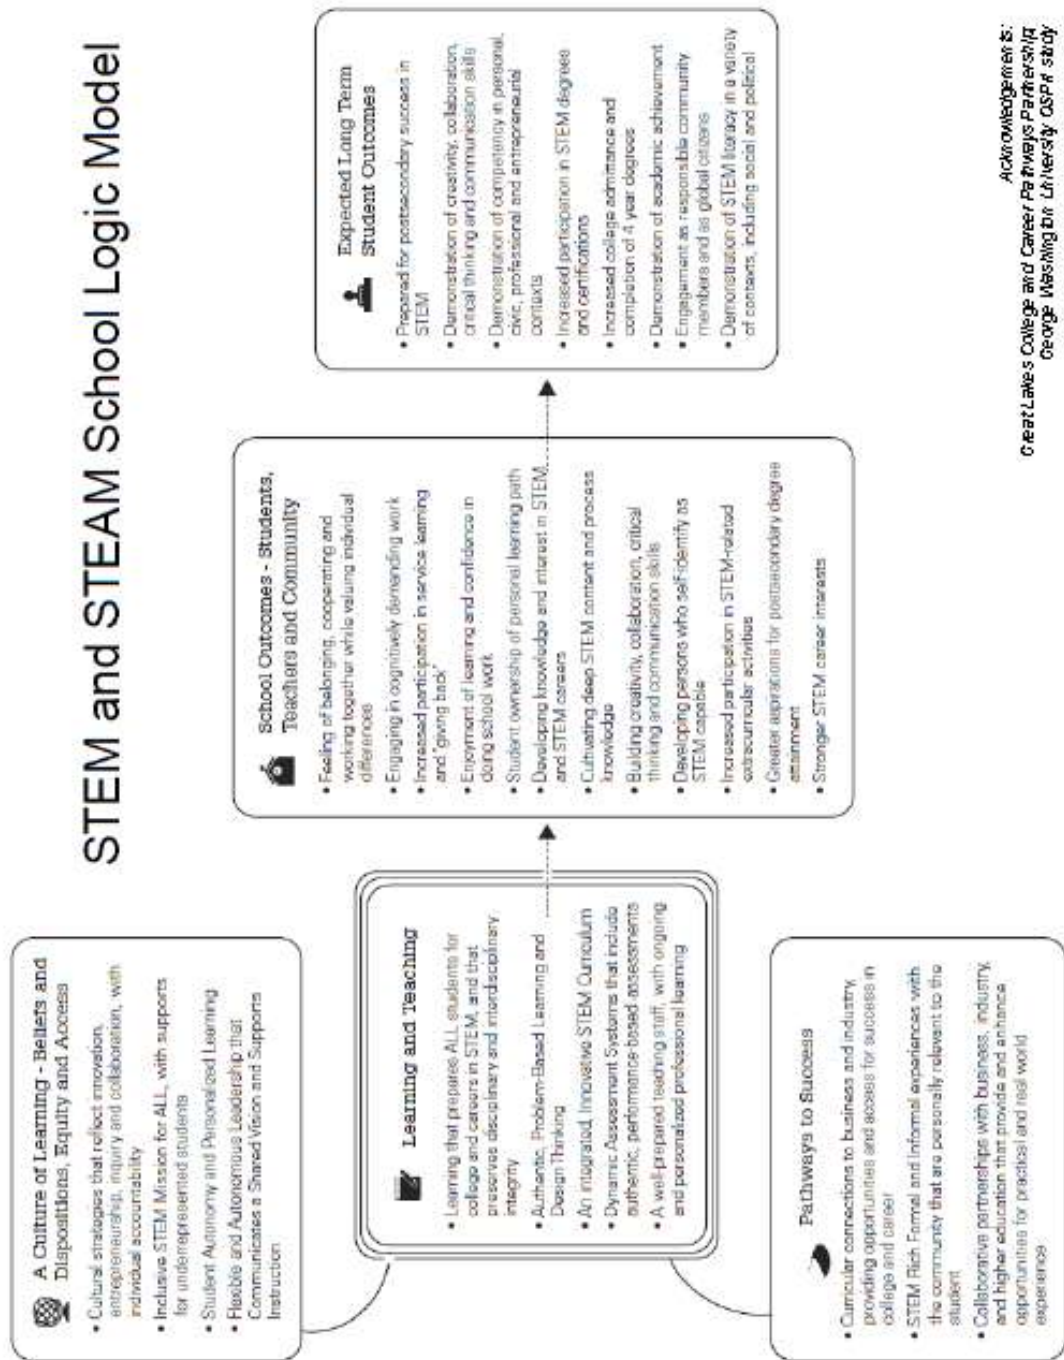 STEM and STEAM School Logic Model
A Culture of Learning - Beliefs and
Dispositions, Equity and Access
• Cultural strategies that reflect innovation,
entrepreneurship, inquiry and collaboration, with
individual accountability
• Inclusive STEM Mission for ALL, with supports
for underrepresented students
• Student Autonomy and Personalized Learning
• Flexible and Autonomous Leadership that
Communicates a Shared Vision and Supports
Instruction
Learning and Teaching
• Learning that prepares ALL students for
college and careers in STEM, and that
preserves disciplinary and interdisciplinary
integrity
• Authentic, Problem-Based Learning and
Design Thinking
• An integrated, Innovative STEM Curriculum
• Dynamic Assessment Systems that include
authentic, performance-based assessments
• A well-prepared teaching staff, with ongoing
and personalized professional learning
Pathways to Success
• Curricular connections to business and industry,
providing opportunities and access for success in
college and career
• STEM Rich Formal and Informal experiences with
the community that are personally relevant to the
student
• Collaborative partnerships with business, industry,
and higher education that provide and enhance
opportunities for practical and real world
experience
School Outcomes - Students,
Teachers and Community
• Feeling of belonging, cooperating and
working together while valuing individual
differences
• Engaging in cognitively demanding work
• Increased participation in service learning
and "giving back"
• Enjoyment of learning and confidence in
doing school work
• Student ownership of personal learning path
• Developing knowledge and interest in STEM
and STEM careers
• Cultivating deep STEM content and process
knowledge
• Building creativity, collaboration, critical
thinking and communication skills
• Developing persons who self-identify as
STEM capable
• Increased participation in STEM-related
extracurricular activities
• Greater aspirations for postsecondary degree
attainment
• Stronger STEM career interests
Expected Long Term
Student Outcomes
• Prepared for postsecondary success in
STEM
• Demonstration of creativity, collaboration,
critical thinking and communication skills
• Demonstration of competency in personal,
civic, professional and entrepreneurial
contexts
• Increased participation in STEM degrees
and certifications
• Increased college admittance and
completion of 4 year degrees
• Demonstration of academic achievement
• Engagement as responsible community
members and as global citizens
• Demonstration of STEM literacy in a variety
of contexts, including social and political
Acknowledgements:
Great Lakes College and Career Pathways Partnership
George Washington University OSPrI study